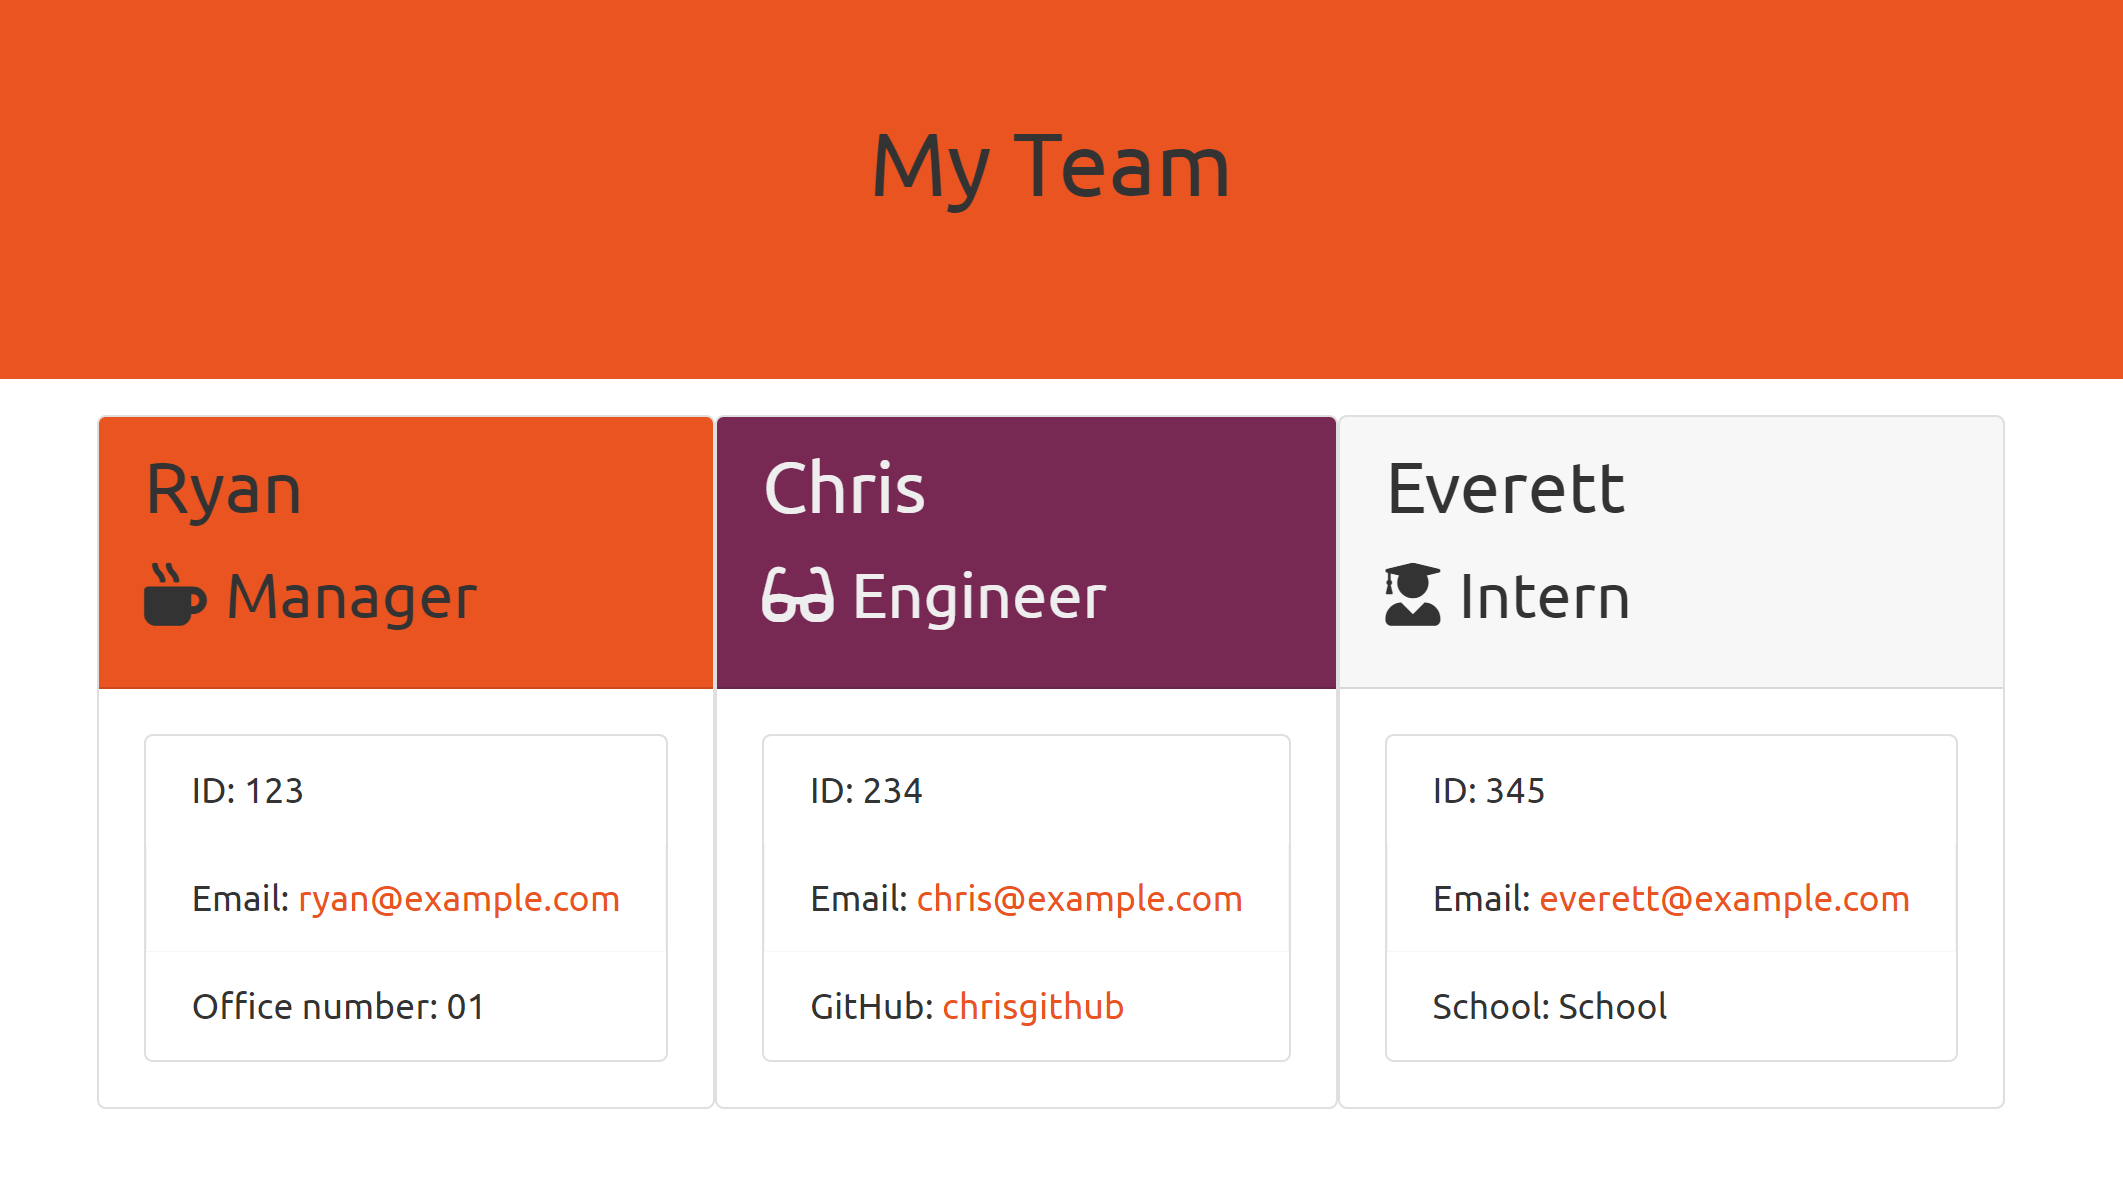 My Team
Ryan
Manager
ID: 123
Email: ryan@example.com
Office number: 01
Chris
Engineer
ID: 234
Email: chris@example.com
GitHub: chrisgithub
Everett
Intern
ID: 345
Email: everett@example.com
School: School